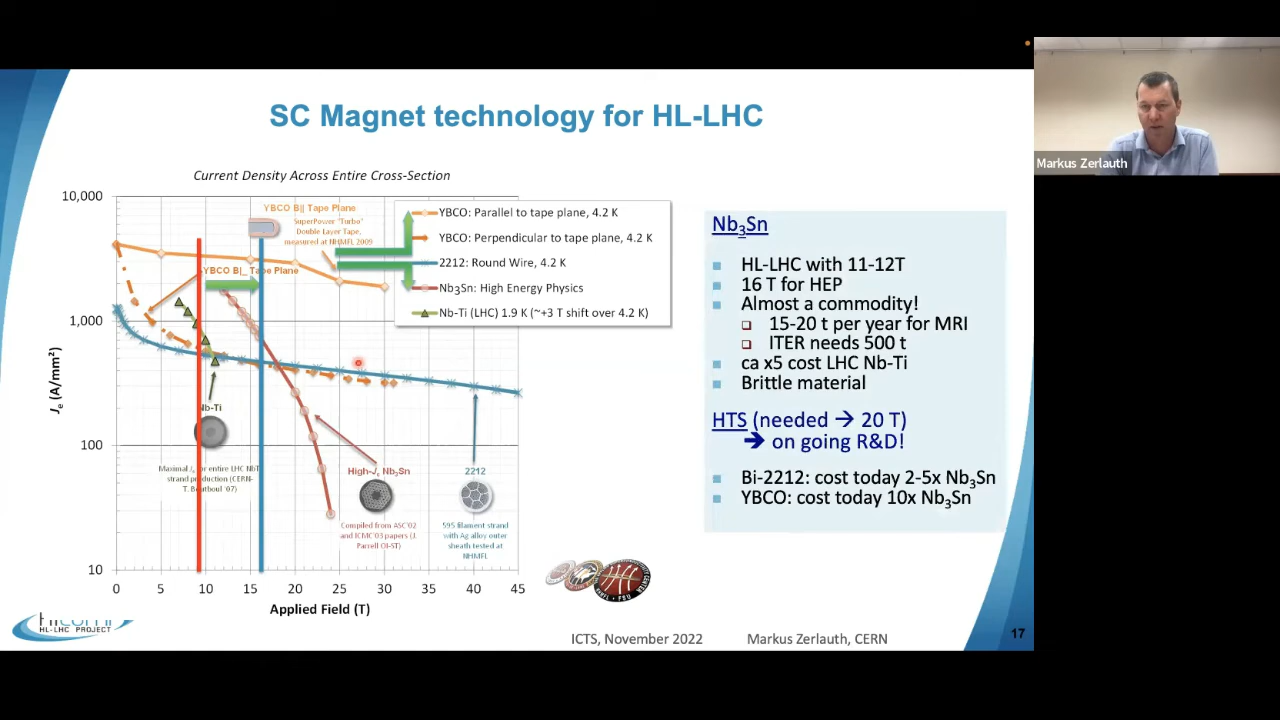 SC Magnet technology for HL-LHC
Markus Zerlauth
Current Density Across Entire Cross-Section
10,000
1,000
100
10
Jₑ (A/mm²)
0 5 10 15 20 25 30 35 40 45
Applied Field (T)
YBCO B|| Tape Plane
SuperPower "Turbo"
Double Layer Tape,
measured at NHMFL 2009
YBCO B|_ Tape Plane
YBCO: Parallel to tape plane, 4.2 K
YBCO: Perpendicular to tape plane, 4.2 K
2212: Round Wire, 4.2 K
Nb₃Sn: High Energy Physics
Nb-Ti (LHC) 1.9 K (~+3 T shift over 4.2 K)
Nb-Ti
Maximal Jₑ for entire LHC NbTi
strand production (CERN-
T. Boutboul '07)
High-Jₑ Nb₃Sn
Compiled from ASC'02
and ICMC'03 papers (J.
Parrell OI-ST)
2212
595 filament strand
with Ag alloy outer
sheath tested at
NHMFL
Nb₃Sn
HL-LHC with 11-12T
16 T for HEP
Almost a commodity!
15-20 t per year for MRI
ITER needs 500 t
ca x5 cost LHC Nb-Ti
Brittle material
HTS (needed → 20 T)
➔ on going R&D!
Bi-2212: cost today 2-5x Nb₃Sn
YBCO: cost today 10x Nb₃Sn
HL-LHC PROJECT
ICTS, November 2022
Markus Zerlauth, CERN
17